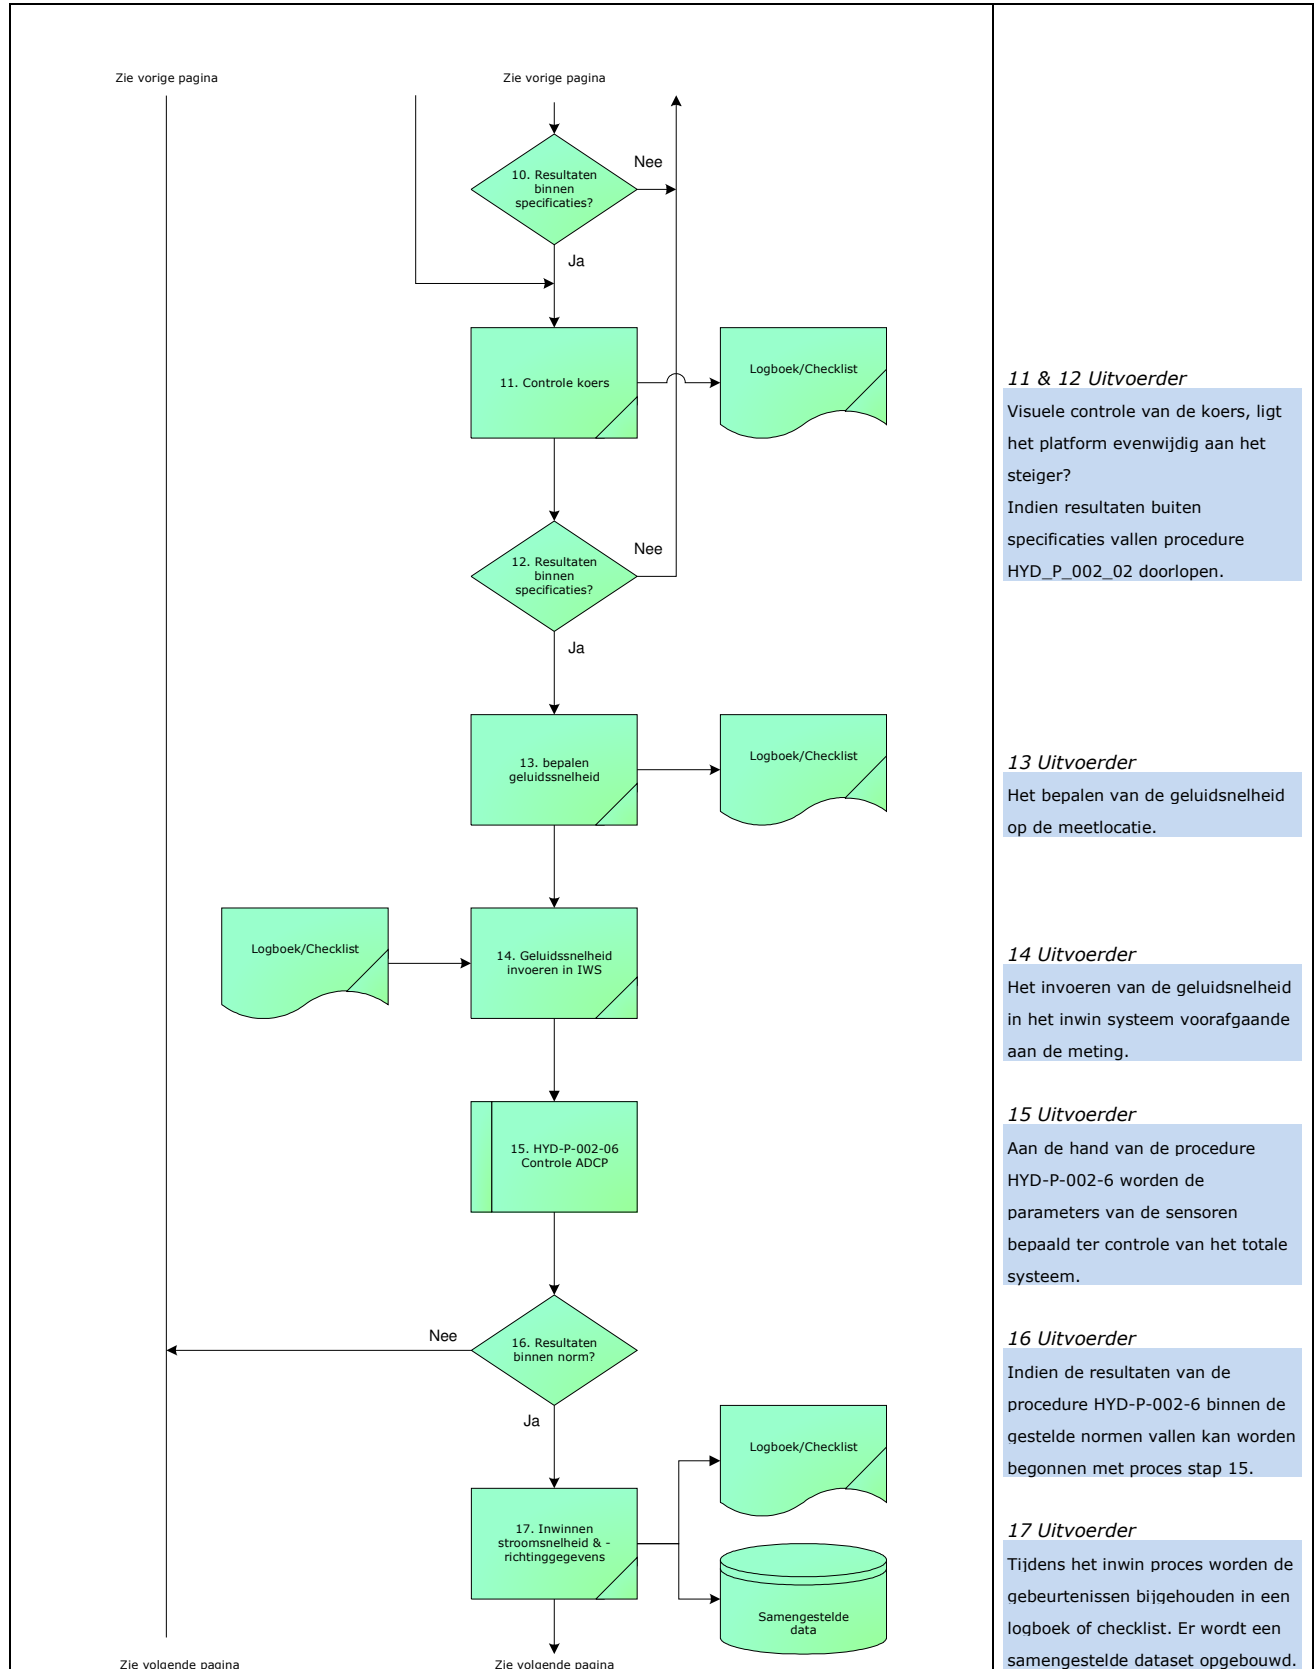 Zie vorige pagina
Zie vorige pagina
10. Resultaten
binnen
specificaties?
Nee
Ja
11. Controle koers
Logboek/Checklist
12. Resultaten
binnen
specificaties?
Nee
Ja
13. bepalen
geluidssnelheid
Logboek/Checklist
Logboek/Checklist
14. Geluidssnelheid
invoeren in IWS
15. HYD-P-002-06
Controle ADCP
16. Resultaten
binnen norm?
Nee
Ja
17. Inwinnen
stroomsnelheid & -
richtinggegevens
Logboek/Checklist
Samengestelde
data
Zie volgende pagina
Zie volgende pagina
11 & 12 Uitvoerder
Visuele controle van de koers, ligt
het platform evenwijdig aan het
steiger?
Indien resultaten buiten
specificaties vallen procedure
HYD_P_002_02 doorlopen.
13 Uitvoerder
Het bepalen van de geluidsnelheid
op de meetlocatie.
14 Uitvoerder
Het invoeren van de geluidsnelheid
in het inwin systeem voorafgaande
aan de meting.
15 Uitvoerder
Aan de hand van de procedure
HYD-P-002-6 worden de
parameters van de sensoren
bepaald ter controle van het totale
systeem.
16 Uitvoerder
Indien de resultaten van de
procedure HYD-P-002-6 binnen de
gestelde normen vallen kan worden
begonnen met proces stap 15.
17 Uitvoerder
Tijdens het inwin proces worden de
gebeurtenissen bijgehouden in een
logboek of checklist. Er wordt een
samengestelde dataset opgebouwd.